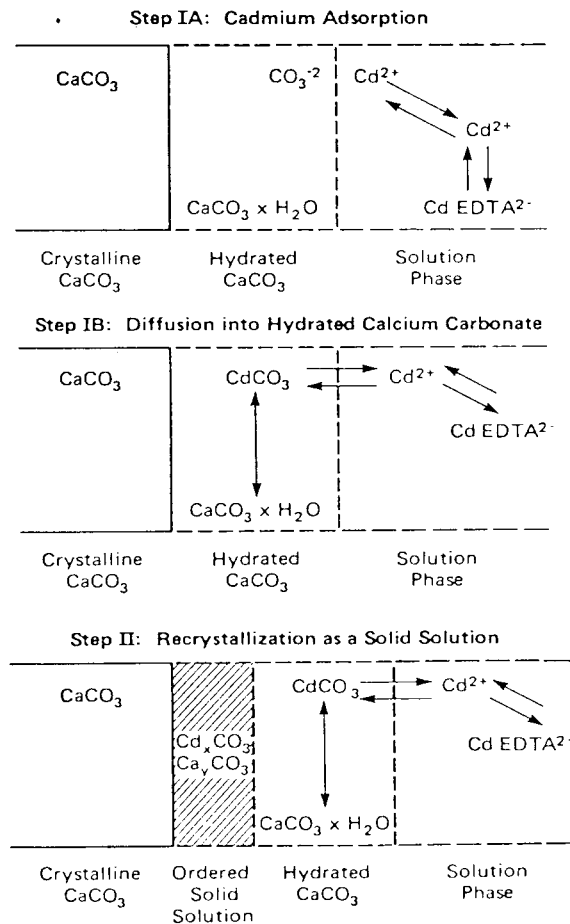 Step IA: Cadmium Adsorption
CaCO₃ CO₃⁻² Cd²⁺
Cd²⁺
CaCO₃ x H₂O Cd EDTA²⁻
Crystalline Hydrated Solution
CaCO₃ CaCO₃ Phase
Step IB: Diffusion into Hydrated Calcium Carbonate
CaCO₃ CdCO₃ Cd²⁺
Cd EDTA²⁻
CaCO₃ x H₂O
Crystalline Hydrated Solution
CaCO₃ CaCO₃ Phase
Step II: Recrystallization as a Solid Solution
CaCO₃ CdCO₃ Cd²⁺
CdₓCO₃ Cd EDTA²⁻
CaᵧCO₃
CaCO₃ x H₂O
Crystalline Ordered Hydrated Solution
CaCO₃ Solid CaCO₃ Phase
Solution